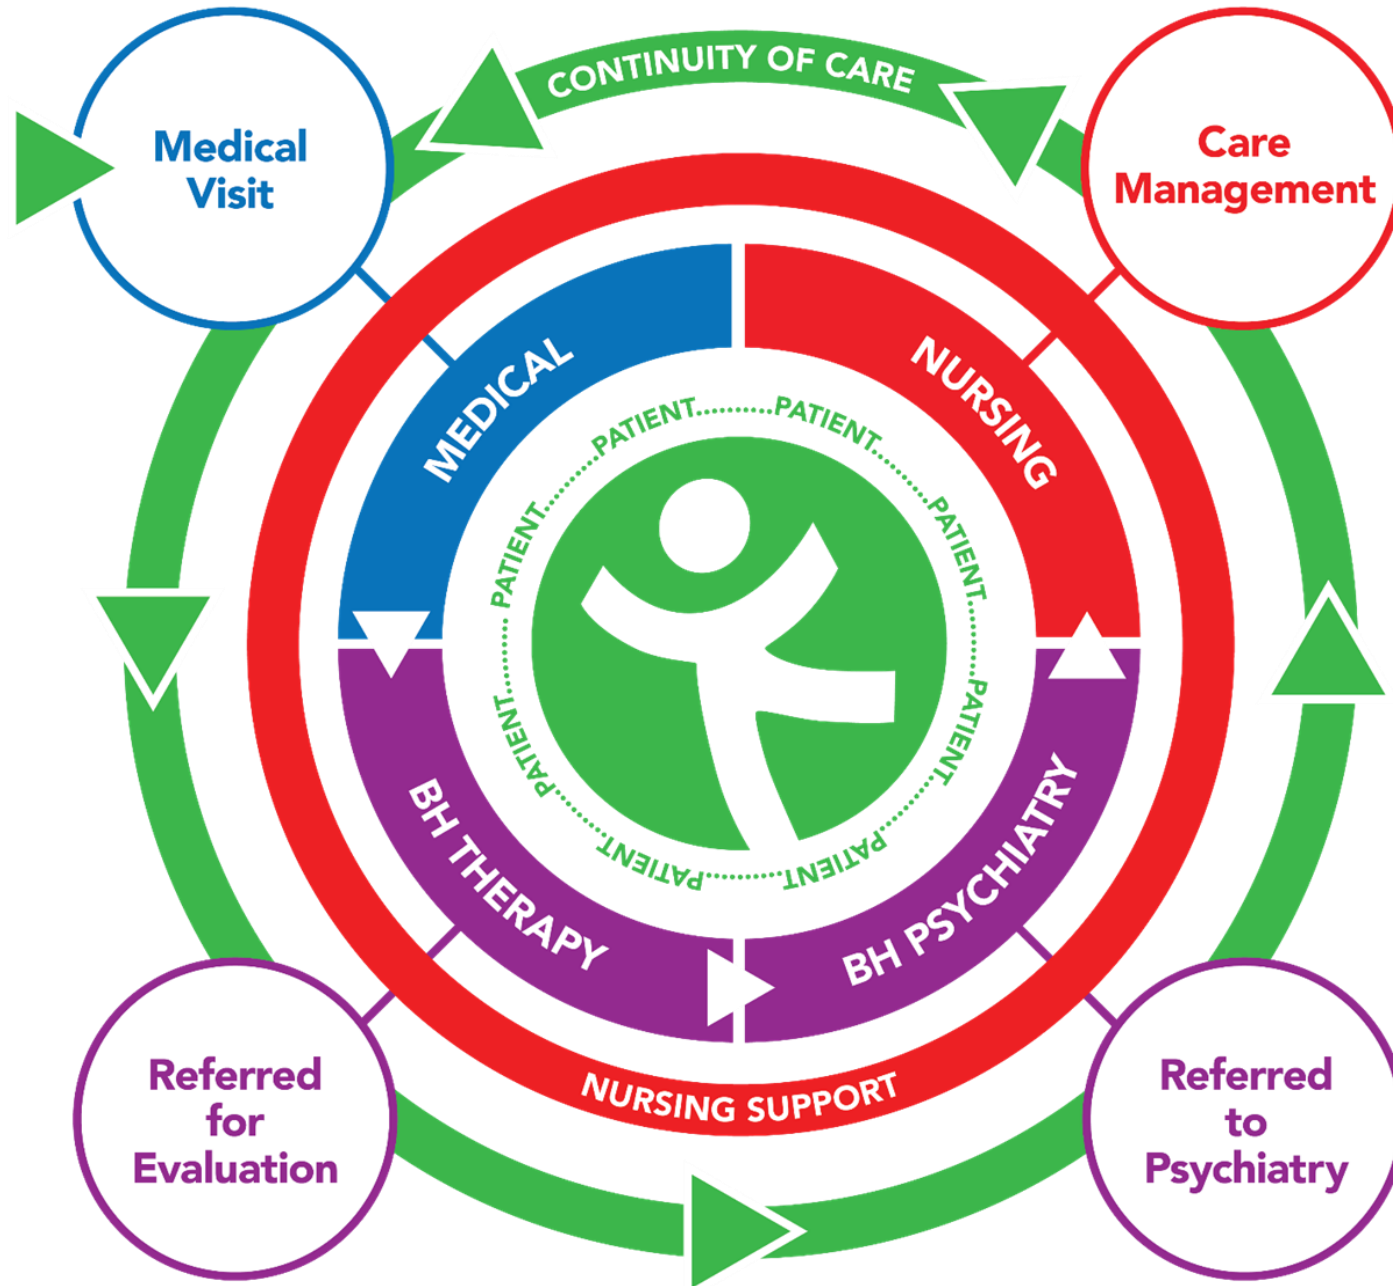 CONTINUITY OF CARE
Medical
Visit
Care
Management
MEDICAL
NURSING
PATIENT..........PATIENT..........PATIENT..........PATIENT..........PATIENT..........PATIENT..........PATIENT..........PATIENT..........
BH THERAPY
BH PSYCHIATRY
NURSING SUPPORT
Referred
for
Evaluation
Referred
to
Psychiatry